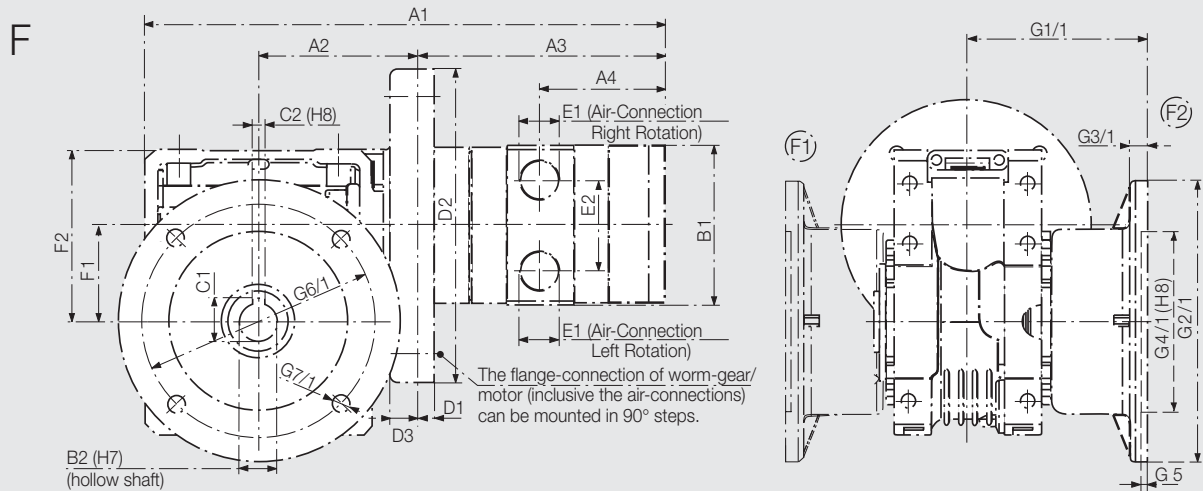 F
A1
A2
A3
A4
G1/1
C2 (H8)
E1 (Air-Connection
Right Rotation)
F1
F2
G3/1
F2
F1
C1
G6/1
D2
E2
B1
G4/1 (H8)
G2/1
E1 (Air-Connection
Left Rotation)
G7/1
The flange-connection of worm-gear/
motor (inclusive the air-connections)
can be mounted in 90° steps.
D1
D3
B2 (H7)
(hollow shaft)
G 5